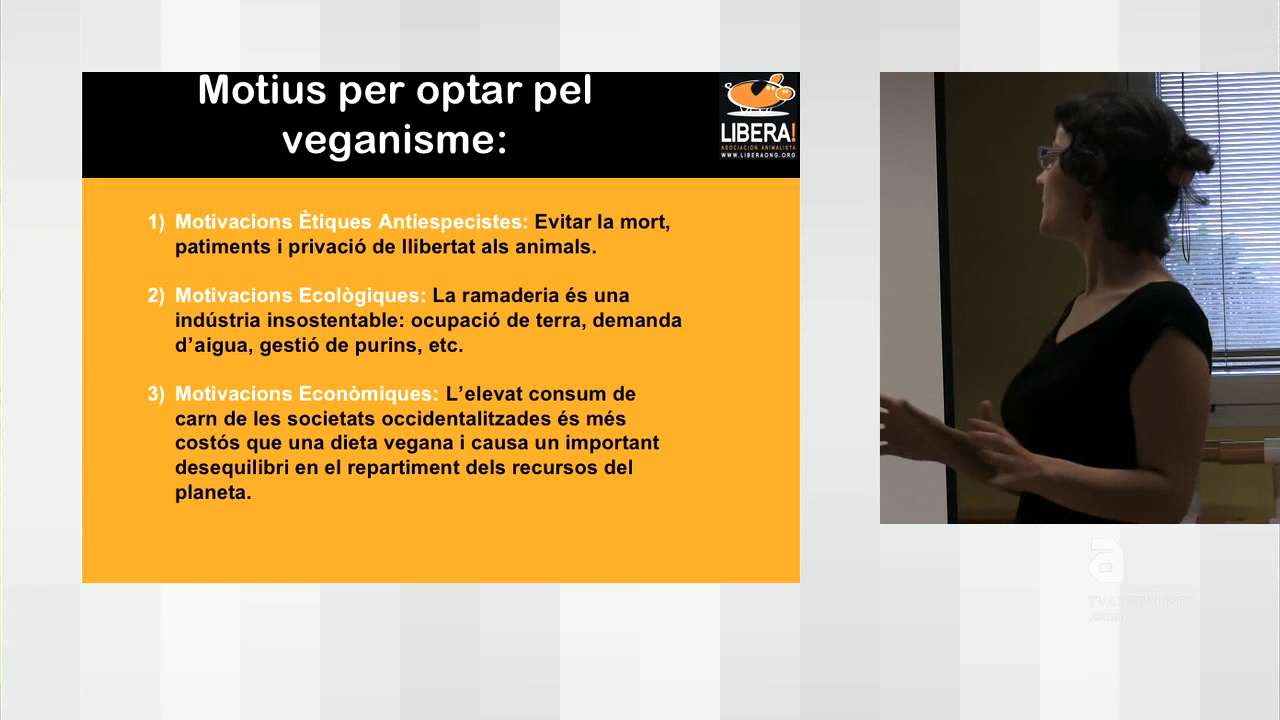 Motius per optar pel
veganisme:
LIBERA!
ASOCIACION ANIMALISTA
WWW.LIBERAONG.ORG
1) Motivacions Ètiques Antiespecistes: Evitar la mort,
patiments i privació de llibertat als animals.
2) Motivacions Ecològiques: La ramaderia és una
indústria insostentable: ocupació de terra, demanda
d’aigua, gestió de purins, etc.
3) Motivacions Econòmiques: L’elevat consum de
carn de les societats occidentalitzades és més
costós que una dieta vegana i causa un important
desequilibri en el repartiment dels recursos del
planeta.
a